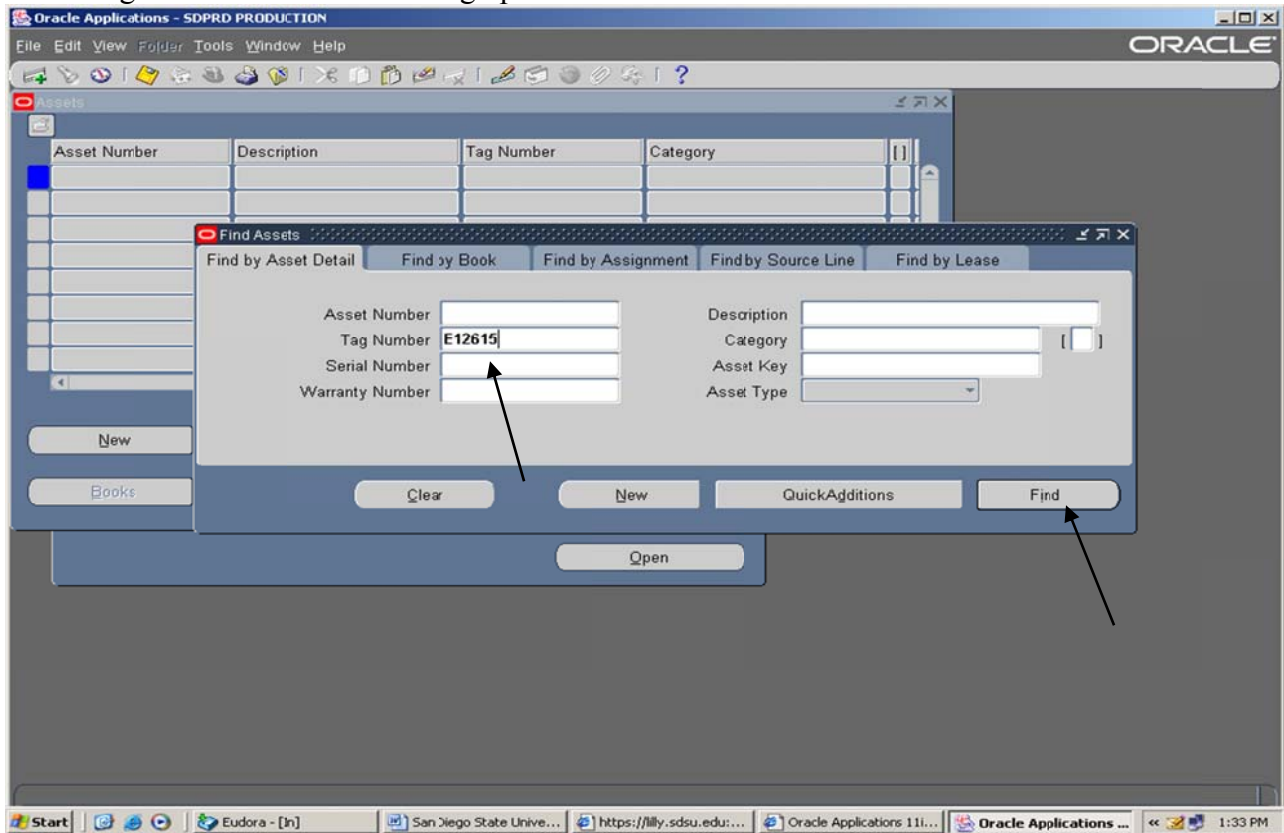 Oracle Applications - SDPRD PRODUCTION
File Edit View Folder Tools Window Help
ORACLE
Assets
Asset Number Description Tag Number Category [ ]
Find Assets
Find by Asset Detail Find by Book Find by Assignment Find by Source Line Find by Lease
Asset Number Description
Tag Number E12615 Category [ ]
Serial Number Asset Key
Warranty Number Asset Type
New
Books
Clear New QuickAdditions Find
Open
Start Eudora - [In] San Diego State Unive... https://lilly.sdsu.edu:... Oracle Applications 11i... Oracle Applications ... « 1:33 PM